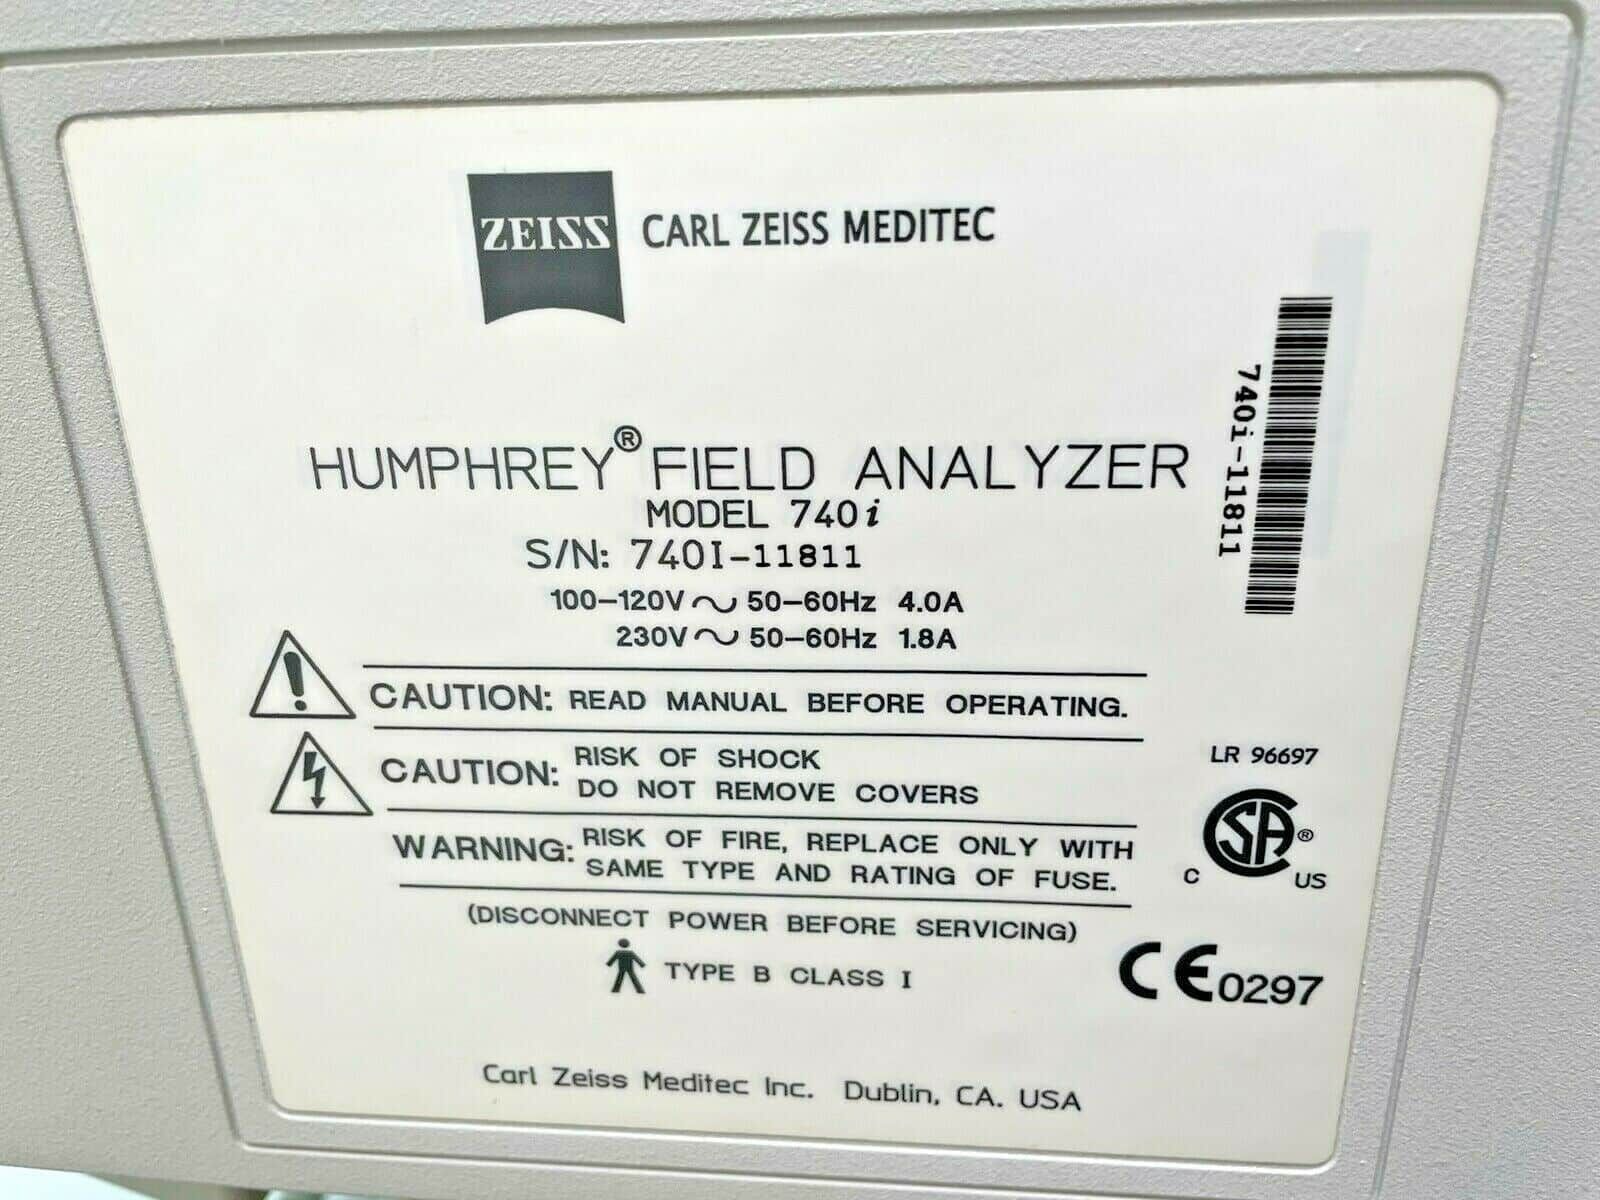 ZEISS
CARL ZEISS MEDITEC
740i-11811
HUMPHREY® FIELD ANALYZER
MODEL 740i
S/N: 740I-11811
100-120V ~ 50-60Hz 4.0A
230V ~ 50-60Hz 1.8A
CAUTION: READ MANUAL BEFORE OPERATING.
CAUTION: RISK OF SHOCK
DO NOT REMOVE COVERS
WARNING: RISK OF FIRE, REPLACE ONLY WITH
SAME TYPE AND RATING OF FUSE.
(DISCONNECT POWER BEFORE SERVICING)
TYPE B CLASS I
LR 96697
C SA ® US
CE 0297
Carl Zeiss Meditec Inc. Dublin, CA. USA